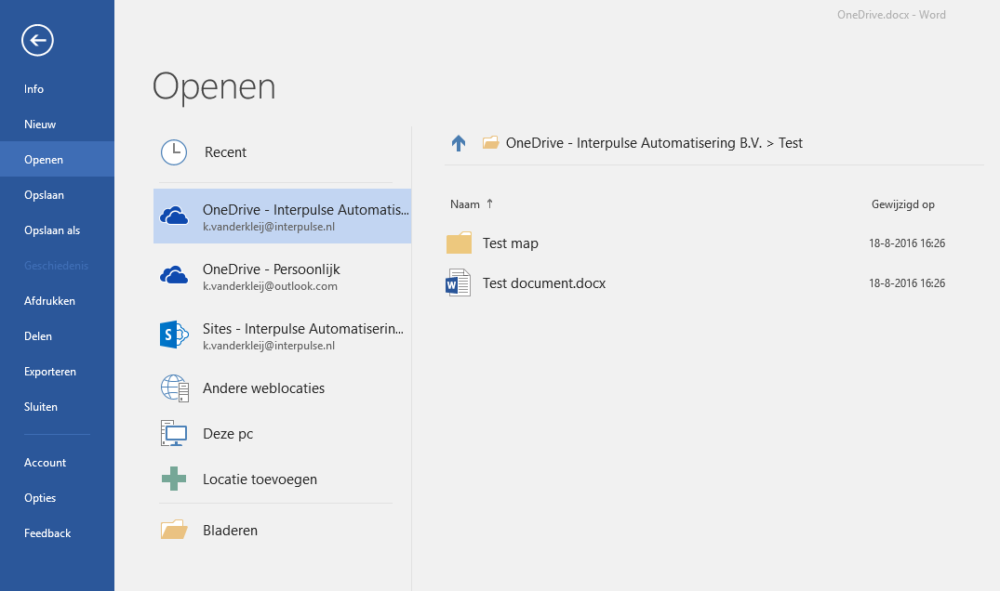 OneDrive.docx - Word
Info
Nieuw
Openen
Opslaan
Opslaan als
Geschiedenis
Afdrukken
Delen
Exporteren
Sluiten
Account
Opties
Feedback
Openen
Recent
OneDrive - Interpulse Automatis...
k.vanderkleij@interpulse.nl
OneDrive - Persoonlijk
k.vanderkleij@outlook.com
Sites - Interpulse Automatiserin...
k.vanderkleij@interpulse.nl
Andere weblocaties
Deze pc
Locatie toevoegen
Bladeren
OneDrive - Interpulse Automatisering B.V. > Test
Naam ↑ Gewijzigd op
Test map 18-8-2016 16:26
Test document.docx 18-8-2016 16:26